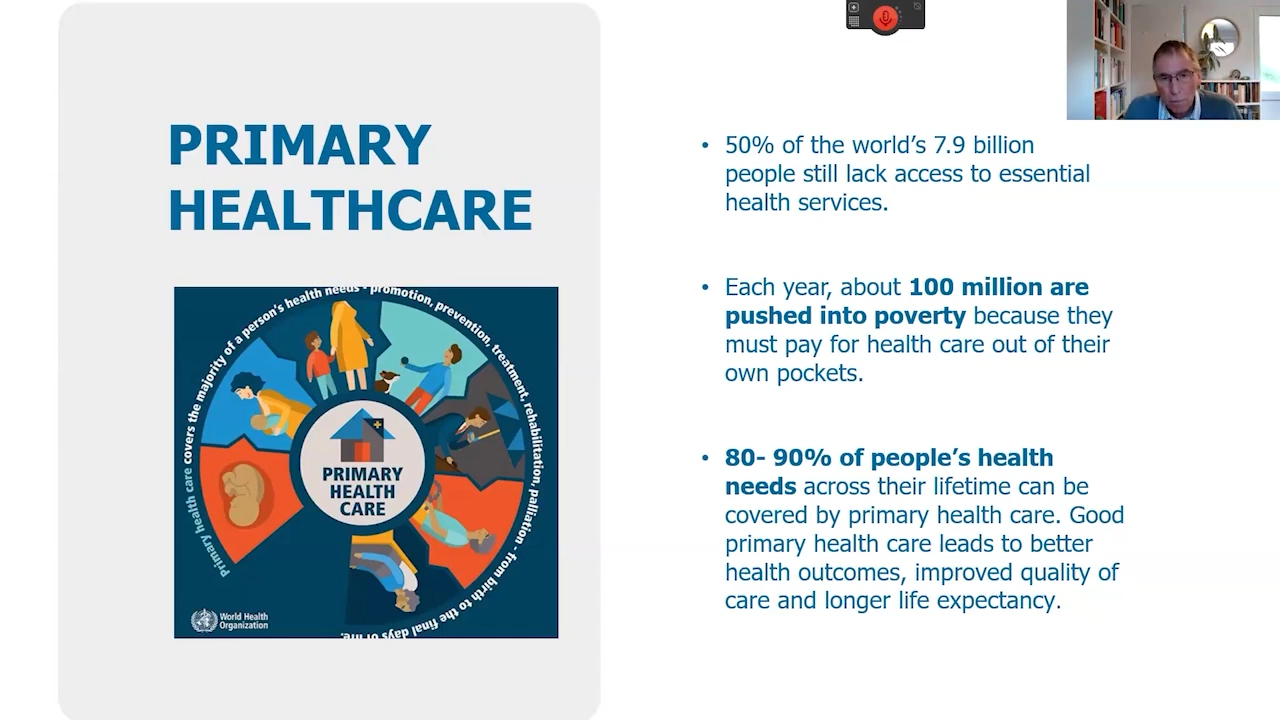 PRIMARY
HEALTHCARE
Primary health care covers the majority of a person's health needs - promotion, prevention, treatment, rehabilitation, palliation - from birth to the final days of life.
PRIMARY
HEALTH
CARE
World Health
Organization
• 50% of the world’s 7.9 billion
people still lack access to essential
health services.
• Each year, about 100 million are
pushed into poverty because they
must pay for health care out of their
own pockets.
• 80- 90% of people’s health
needs across their lifetime can be
covered by primary health care. Good
primary health care leads to better
health outcomes, improved quality of
care and longer life expectancy.